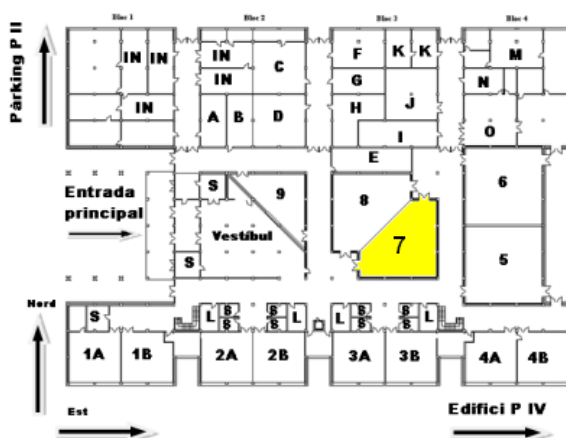 Bloc 1 Bloc 2 Bloc 3 Bloc 4
Pàrking P II
IN IN IN C F K K M
IN G N
IN A B D H J O
I
E
Entrada
principal
S 9 8 6
Vestíbul 7
S 5
Nord
S L S S L L S S L
S S S S
1A 1B 2A 2B 3A 3B 4A 4B
Est Edifici P IV